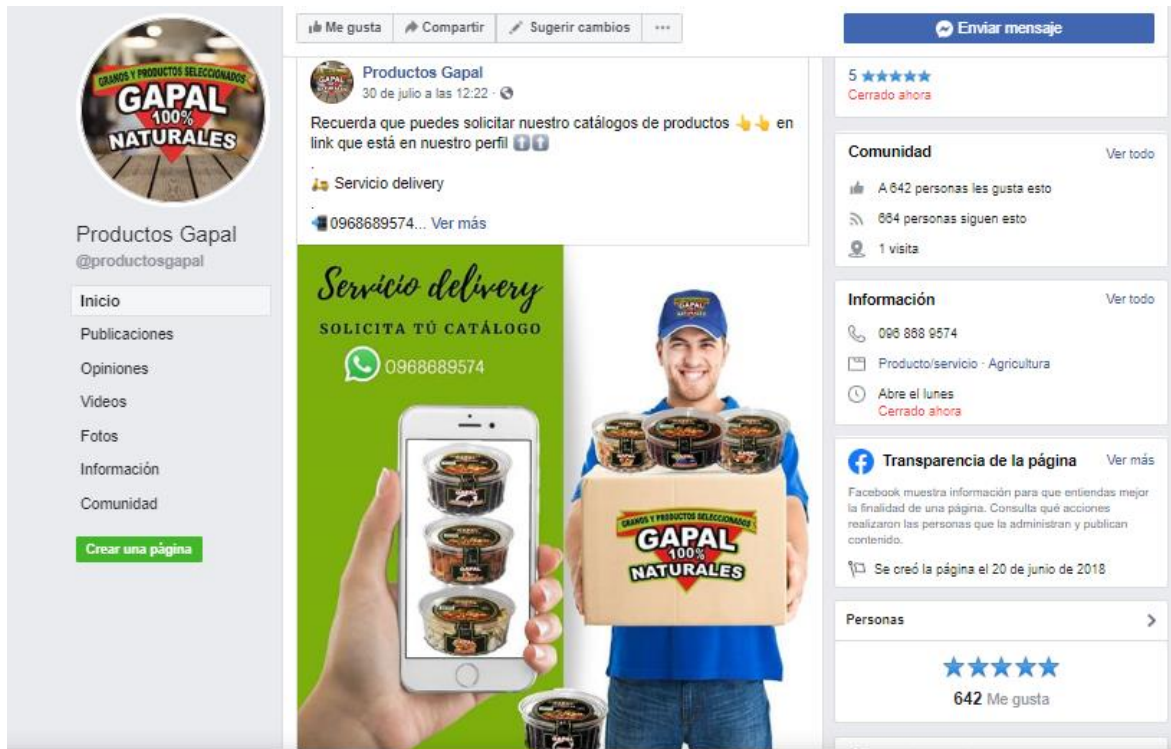 GRANOS Y PRODUCTOS SELECCIONADOS
GAPAL
100%
NATURALES
Productos Gapal
@productosgapal
Inicio
Publicaciones
Opiniones
Videos
Fotos
Información
Comunidad
Crear una página
Me gusta
Compartir
Sugerir cambios
Productos Gapal
30 de julio a las 12:22 ·
Recuerda que puedes solicitar nuestro catálogos de productos 👆👆 en
link que está en nuestro perfil ⬆️⬆️
.
🛵 Servicio delivery
.
📲0968689574... Ver más
Servicio delivery
SOLICITA TÚ CATÁLOGO
0968689574
GAPAL
GRANOS Y PRODUCTOS SELECCIONADOS
GAPAL
100%
NATURALES
Enviar mensaje
5 ★★★★★
Cerrado ahora
Comunidad Ver todo
A 642 personas les gusta esto
664 personas siguen esto
1 visita
Información Ver todo
096 868 9574
Producto/servicio · Agricultura
Abre el lunes
Cerrado ahora
Transparencia de la página Ver más
Facebook muestra información para que entiendas mejor
la finalidad de una página. Consulta qué acciones
realizaron las personas que la administran y publican
contenido.
Se creó la página el 20 de junio de 2018
Personas
642 Me gusta